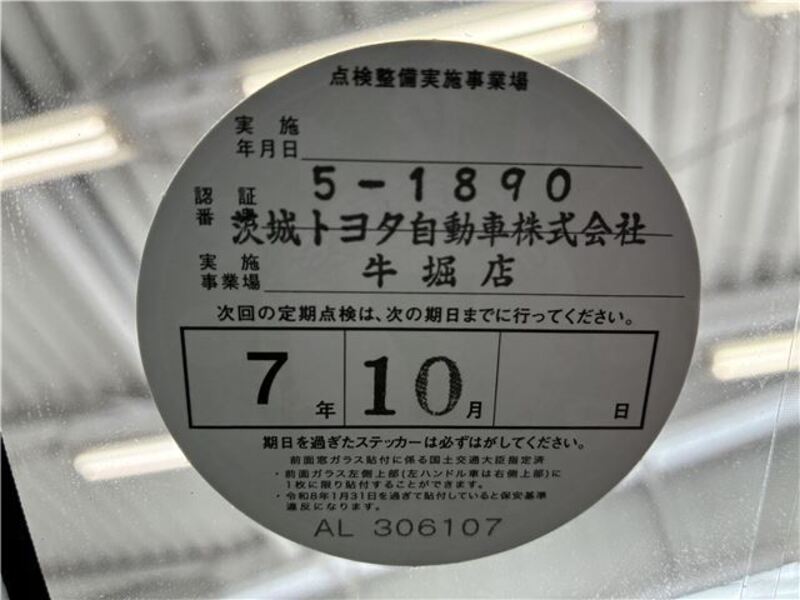 点検整備実施事業場
実施
年月日
5-1890
認証
番号
茨城トヨタ自動車株式会社
実施
事業場
牛堀店
次回の定期点検は、次の期日までに行ってください。
7年 10月 日
期日を過ぎたステッカーは必ずはがしてください。
前面窓ガラス貼付に係る国土交通大臣指定済
・前面ガラス左側上部(左ハンドル車は右側上部)に
1枚に限り貼付することができます。
・令和8年1月31日を過ぎて貼付していると保安基準
違反になります。
AL 306107